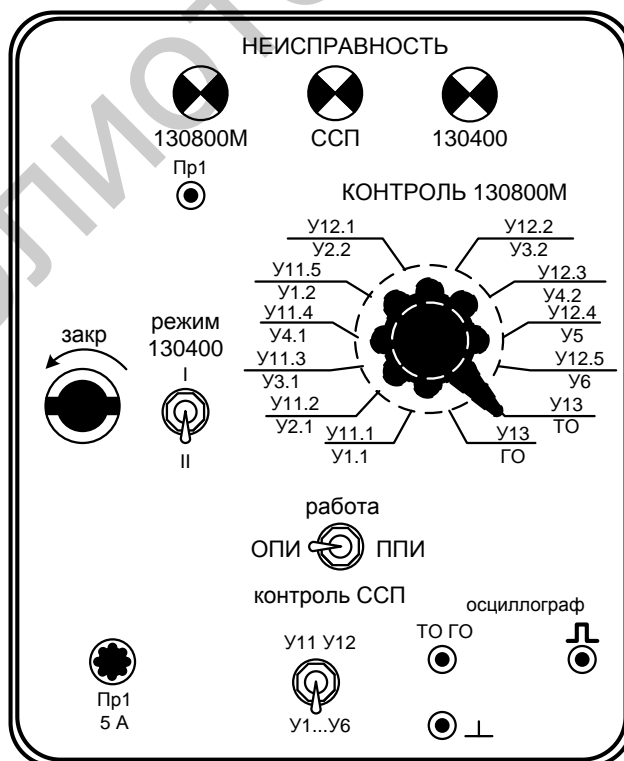 НЕИСПРАВНОСТЬ
130800М ССП 130400
Пр1
КОНТРОЛЬ 130800М
У12.1 У12.2
У2.2 У3.2
У11.5 У12.3
У1.2 У4.2
У11.4 У12.4
У4.1 У5
У11.3 У12.5
У3.1 У6
У11.2 У13
У2.1 ТО
У11.1 У13
У1.1 ГО
закр
режим
130400
I
II
работа
ОПИ ППИ
контроль ССП
У11 У12
У1...У6
осциллограф
ТО ГО
Пр1
5 А
ЛИОТО